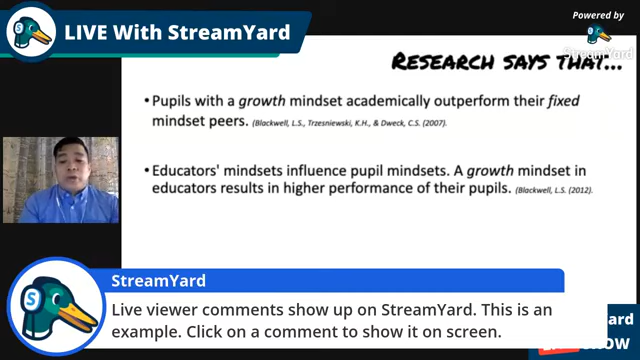 LIVE With StreamYard
Powered by
StreamYard
RESEARCH SAYS THAT...
• Pupils with a growth mindset academically outperform their fixed
mindset peers. (Blackwell, L.S., Trzesniewski, K.H., & Dweck, C.S. (2007).
• Educators' mindsets influence pupil mindsets. A growth mindset in
educators results in higher performance of their pupils. (Blackwell, L.S. (2012).
StreamYard
Live viewer comments show up on StreamYard. This is an
example. Click on a comment to show it on screen.